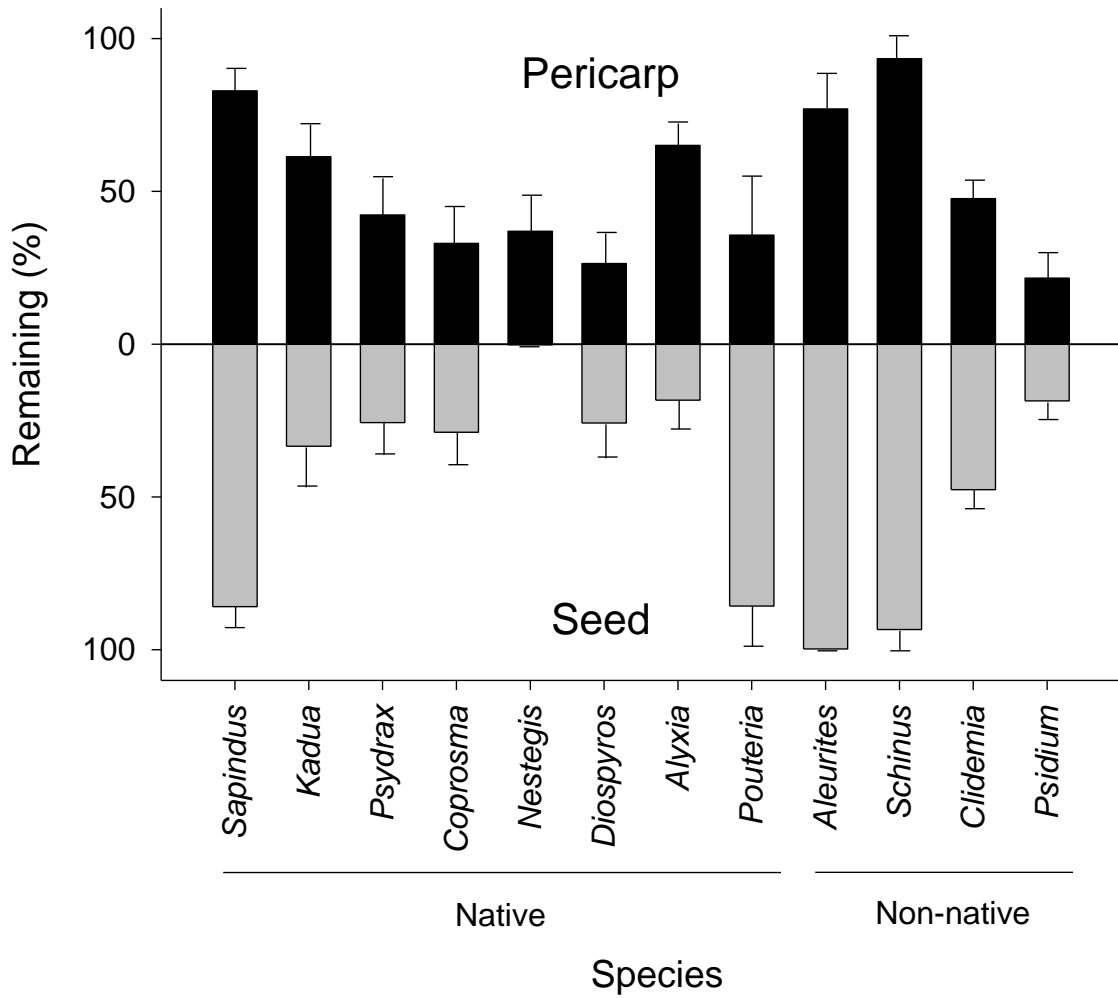 100
Pericarp
50
0
50
Seed
100
Remaining (%)
Sapindus
Kadua
Psydrax
Coprosma
Nestegis
Diospyros
Alyxia
Pouteria
Aleurites
Schinus
Clidemia
Psidium
Native
Non-native
Species